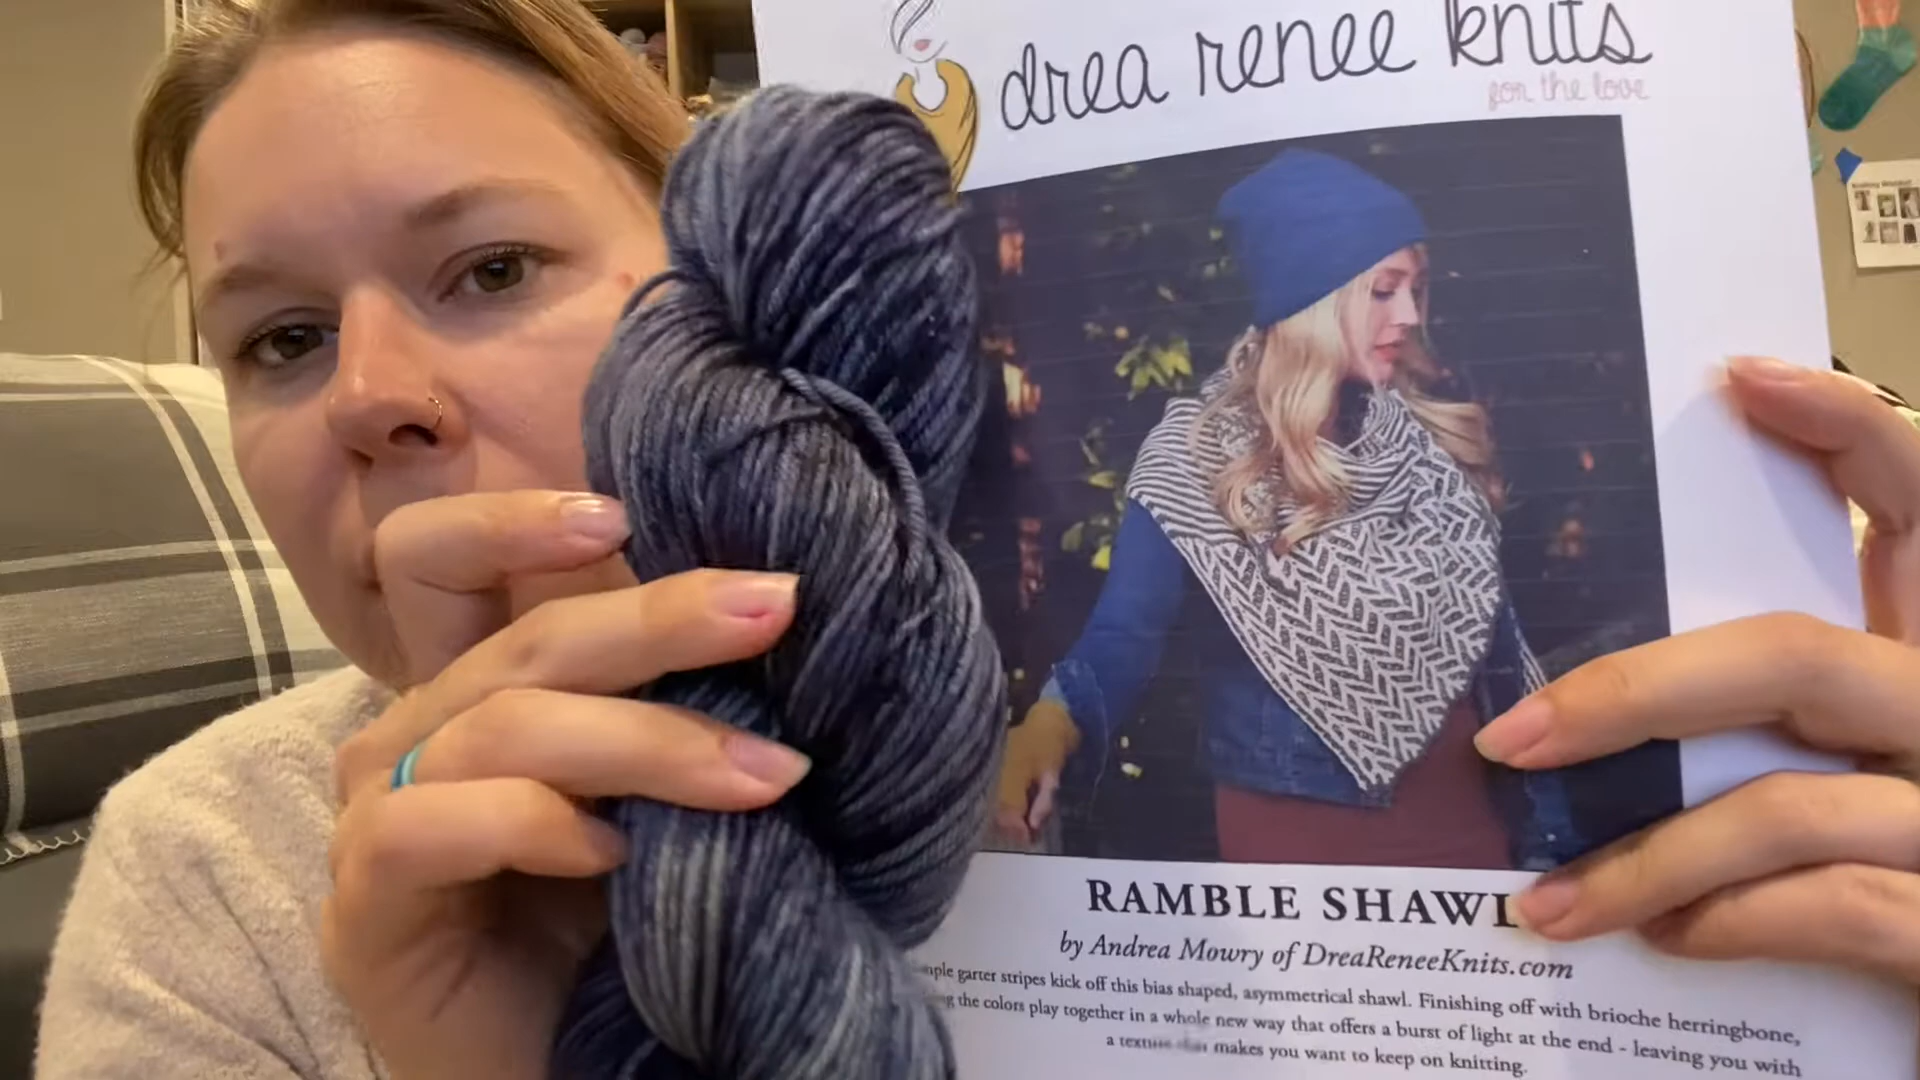 drea renee knits
for the love
RAMBLE SHAWL
by Andrea Mowry of DreaReneeKnits.com
garter stripes kick off this bias shaped, asymmetrical shawl. Finishing off with brioche herringbone,
the colors play together in a whole new way that offers a burst of light at the end - leaving you with
a texture that makes you want to keep on knitting.